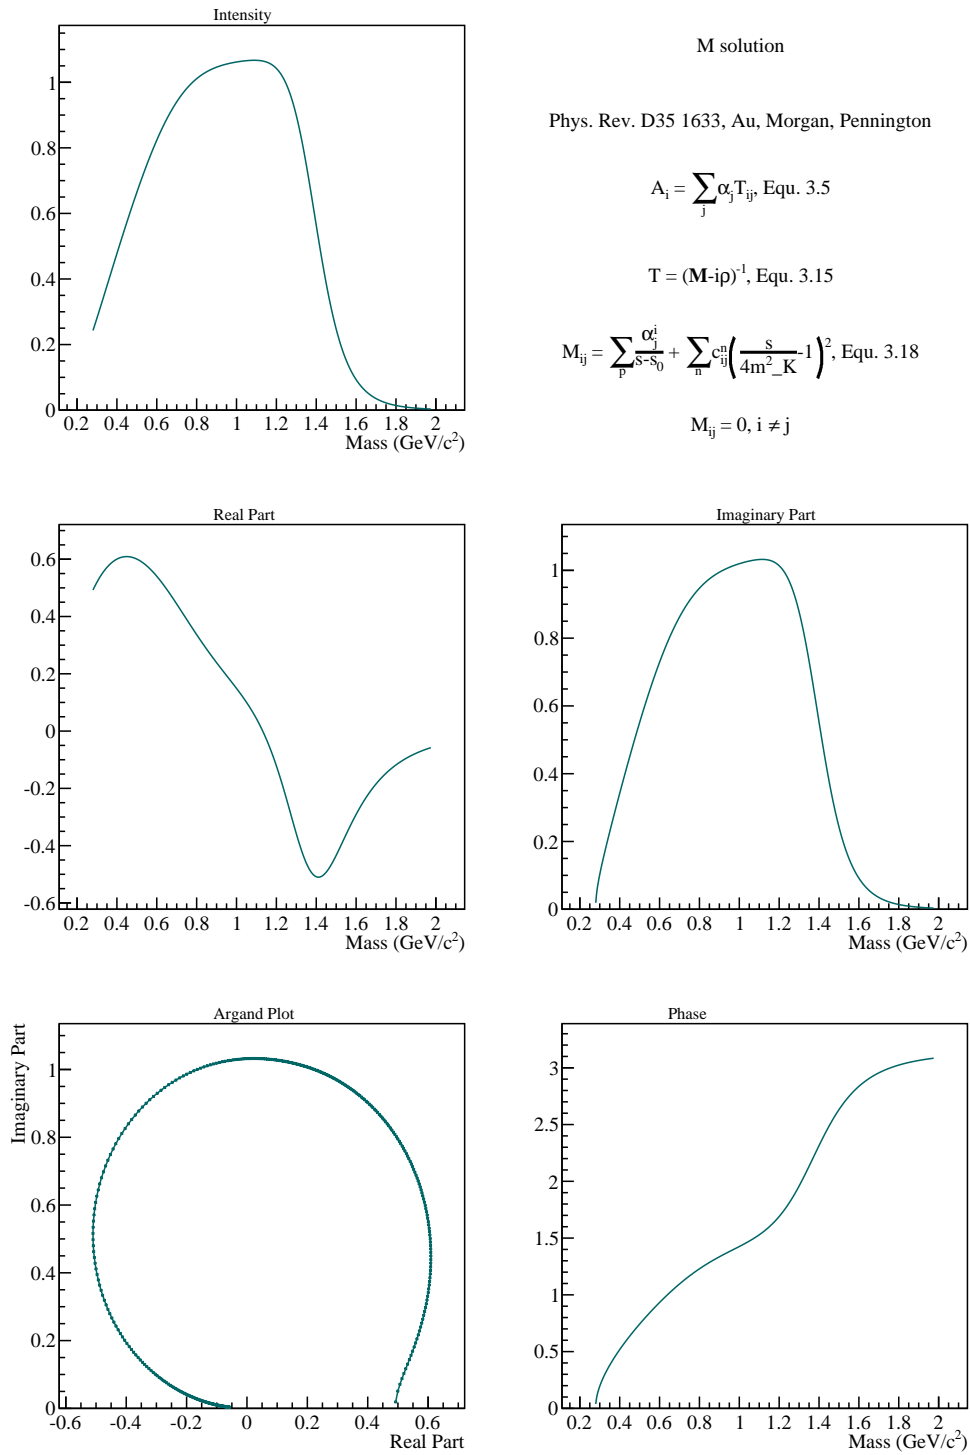 Intensity
1
0.8
0.6
0.4
0.2
0
0.2 0.4 0.6 0.8 1 1.2 1.4 1.6 1.8 2
Mass (GeV/c²)
M solution
Phys. Rev. D35 1633, Au, Morgan, Pennington
A_i = ∑_j α_j T_ij, Equ. 3.5
T = (M-iρ)⁻¹, Equ. 3.15
M_ij = ∑_p α_j^i/(s-s_0) + ∑_n c_ij^n (s/4m²_K -1)², Equ. 3.18
M_ij = 0, i ≠ j
Real Part
0.6
0.4
0.2
0
-0.2
-0.4
-0.6
0.2 0.4 0.6 0.8 1 1.2 1.4 1.6 1.8 2
Mass (GeV/c²)
Imaginary Part
1
0.8
0.6
0.4
0.2
0
0.2 0.4 0.6 0.8 1 1.2 1.4 1.6 1.8 2
Mass (GeV/c²)
Argand Plot
Imaginary Part
1
0.8
0.6
0.4
0.2
0
-0.6 -0.4 -0.2 0 0.2 0.4 0.6
Real Part
Phase
3
2.5
2
1.5
1
0.5
0
0.2 0.4 0.6 0.8 1 1.2 1.4 1.6 1.8 2
Mass (GeV/c²)